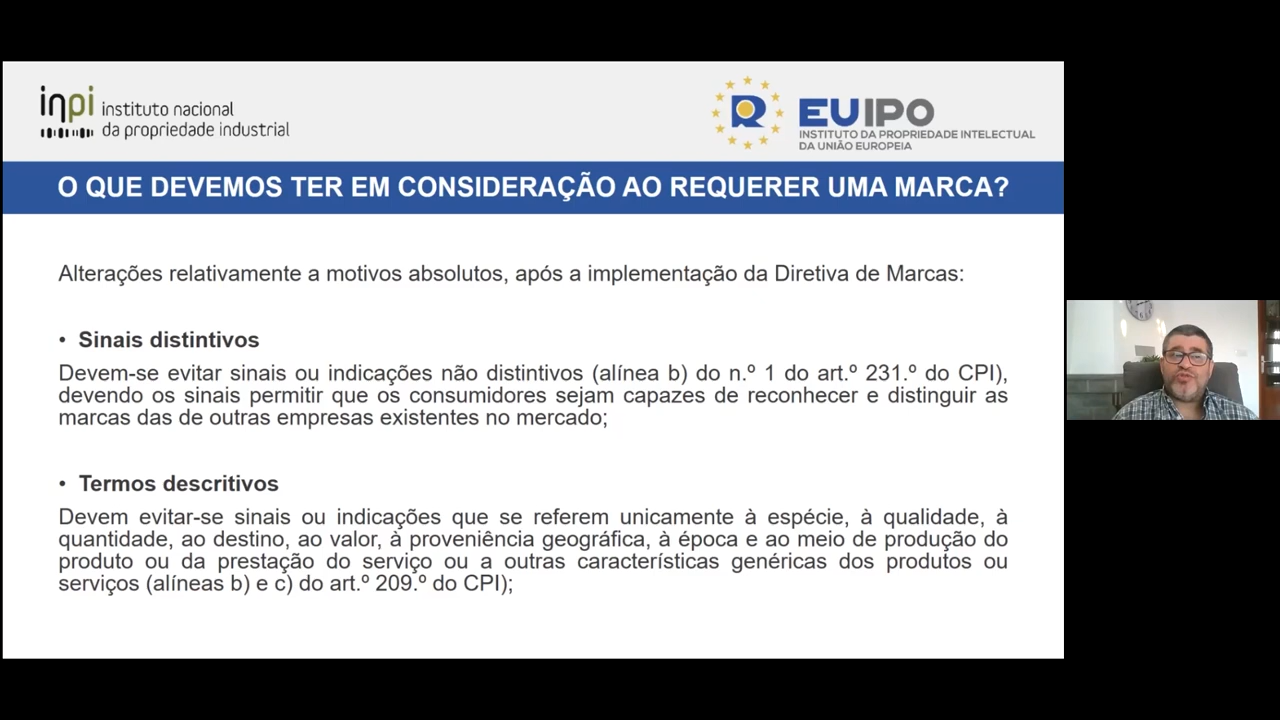 inpi instituto nacional
da propriedade industrial
EUIPO
INSTITUTO DA PROPRIEDADE INTELECTUAL
DA UNIÃO EUROPEIA
O QUE DEVEMOS TER EM CONSIDERAÇÃO AO REQUERER UMA MARCA?
Alterações relativamente a motivos absolutos, após a implementação da Diretiva de Marcas:
• Sinais distintivos
Devem-se evitar sinais ou indicações não distintivos (alínea b) do n.º 1 do art.º 231.º do CPI),
devendo os sinais permitir que os consumidores sejam capazes de reconhecer e distinguir as
marcas das de outras empresas existentes no mercado;
• Termos descritivos
Devem evitar-se sinais ou indicações que se referem unicamente à espécie, à qualidade, à
quantidade, ao destino, ao valor, à proveniência geográfica, à época e ao meio de produção do
produto ou da prestação do serviço ou a outras características genéricas dos produtos ou
serviços (alíneas b) e c) do art.º 209.º do CPI);